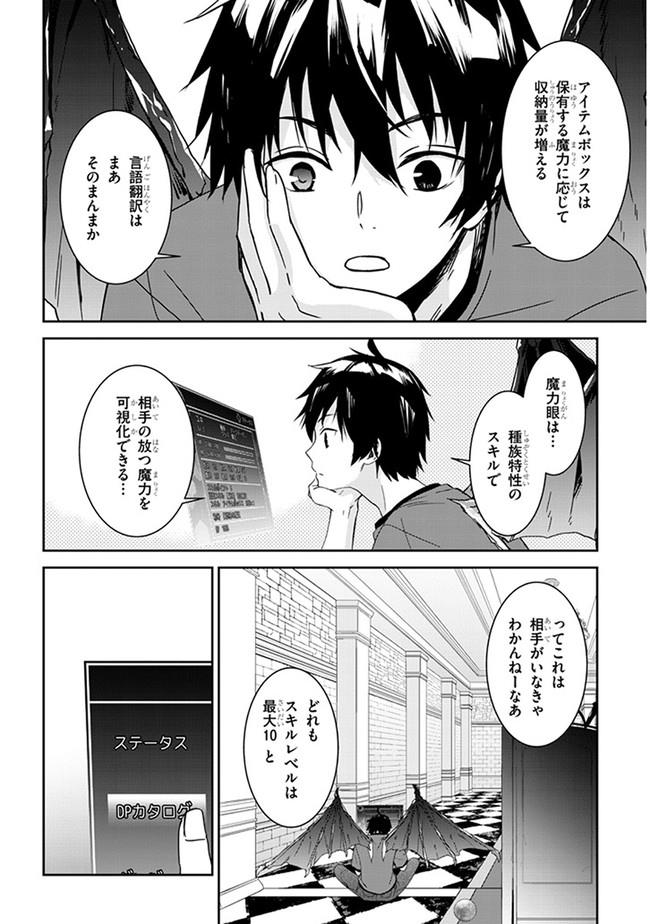 アイテムボックスは
保有する魔力に応じて
収納量が増える
言語翻訳は
まあ
そのまんまか
魔力眼は…
種族特性の
スキルで
相手の放つ魔力を
可視化できる…
ってこれは
相手がいなきゃ
わかんねーなあ
どれも
スキルレベルは
最大10と
ステータス
DPカタログ